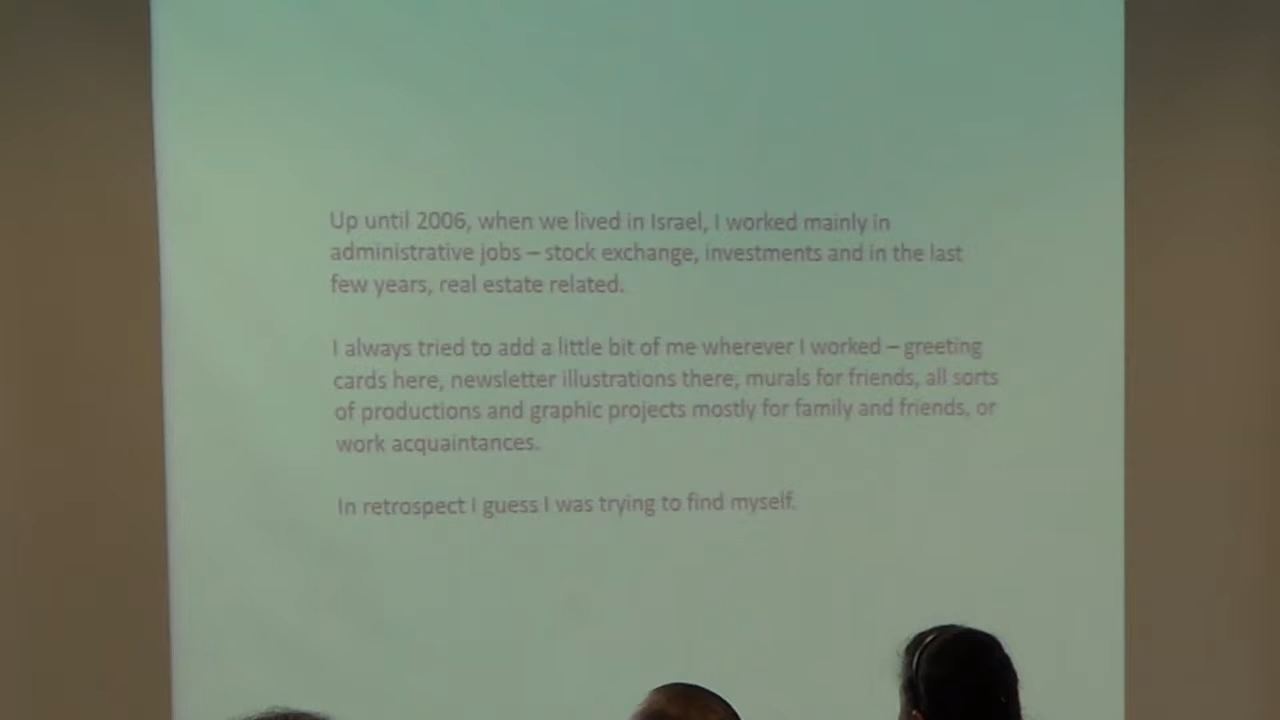 Up until 2006, when we lived in Israel, I worked mainly in
administrative jobs – stock exchange, investments and in the last
few years, real estate related.
I always tried to add a little bit of me wherever I worked – greeting
cards here, newsletter illustrations there, murals for friends, all sorts
of productions and graphic projects mostly for family and friends, or
work acquaintances.
In retrospect I guess I was trying to find myself.